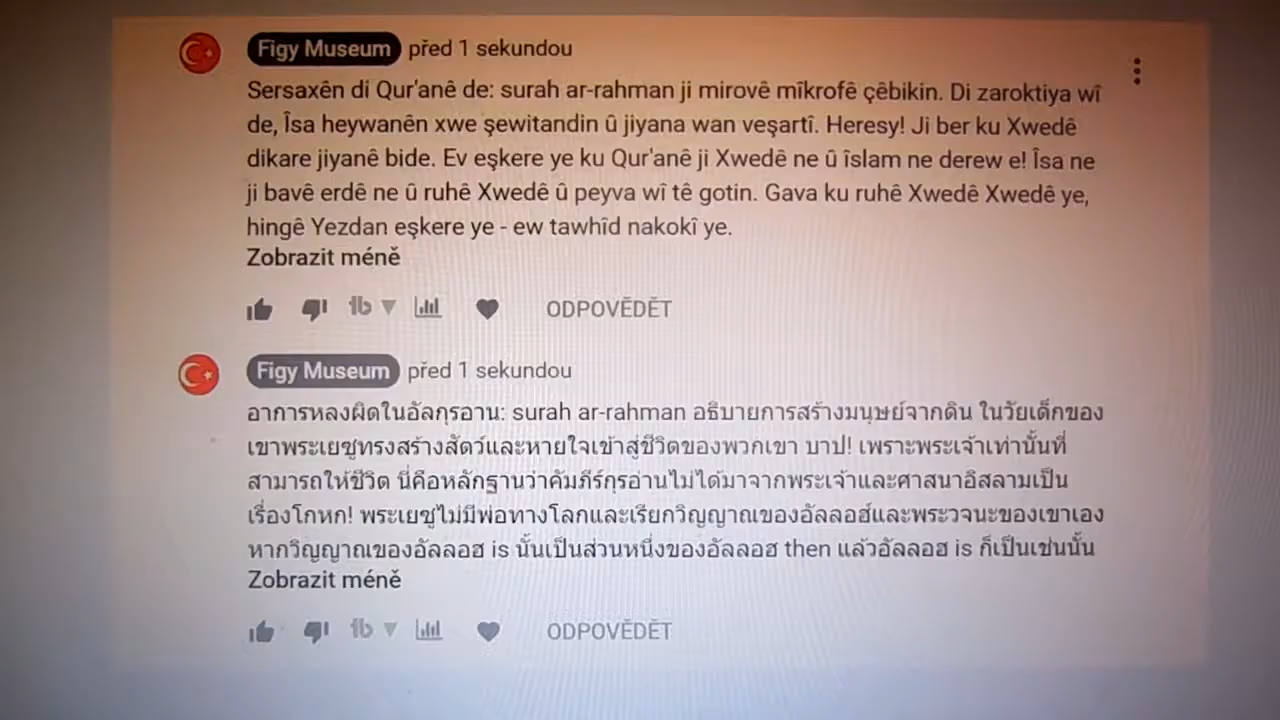 Figy Museum před 1 sekundou
Sersaxên di Qur'anê de: surah ar-rahman ji mirovê mîkrofê çêbikin. Di zaroktiya wî
de, Îsa heywanên xwe şewitandin û jiyana wan veşartî. Heresy! Ji ber ku Xwedê
dikare jiyanê bide. Ev eşkere ye ku Qur'anê ji Xwedê ne û îslam ne derew e! Îsa ne
ji bavê erdê ne û ruhê Xwedê û peyva wî tê gotin. Gava ku ruhê Xwedê Xwedê ye,
hingê Yezdan eşkere ye - ew tawhîd nakokî ye.
Zobrazit méně
ODPOVĚDĚT
Figy Museum před 1 sekundou
อาการหลงผิดในอัลกุรอาน: surah ar-rahman อธิบายการสร้างมนุษย์จากดิน ในวัยเด็กของ
เขาพระเยซูทรงสร้างสัตว์และหายใจเข้าสู่ชีวิตของพวกเขา บาป! เพราะพระเจ้าเท่านั้นที่
สามารถให้ชีวิต นี่คือหลักฐานว่าคัมภีร์กุรอ่านไม่ได้มาจากพระเจ้าและศาสนาอิสลามเป็น
เรื่องโกหก! พระเยซูไม่มีพ่อทางโลกและเรียกวิญญาณของอัลลอฮ์และพระวจนะของเขาเอง
หากวิญญาณของอัลลอฮ is นั้นเป็นส่วนหนึ่งของอัลลอฮ then แล้วอัลลอฮ is ก็เป็นเช่นนั้น
Zobrazit méně
ODPOVĚDĚT